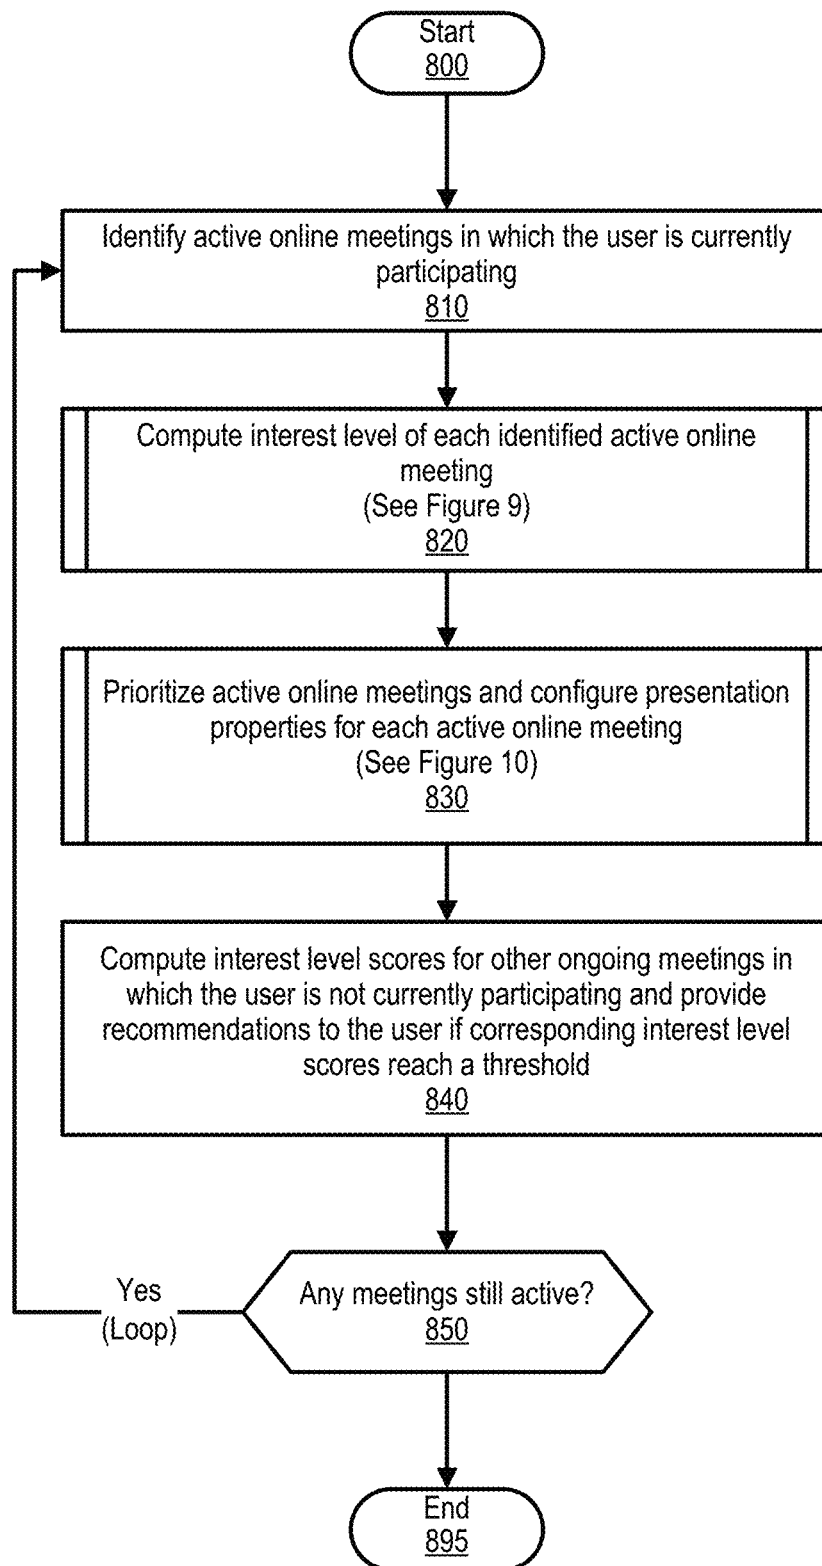 Start
800
Identify active online meetings in which the user is currently
participating
810
Compute interest level of each identified active online
meeting
(See Figure 9)
820
Prioritize active online meetings and configure presentation
properties for each active online meeting
(See Figure 10)
830
Compute interest level scores for other ongoing meetings in
which the user is not currently participating and provide
recommendations to the user if corresponding interest level
scores reach a threshold
840
Any meetings still active?
850
Yes
(Loop)
End
895